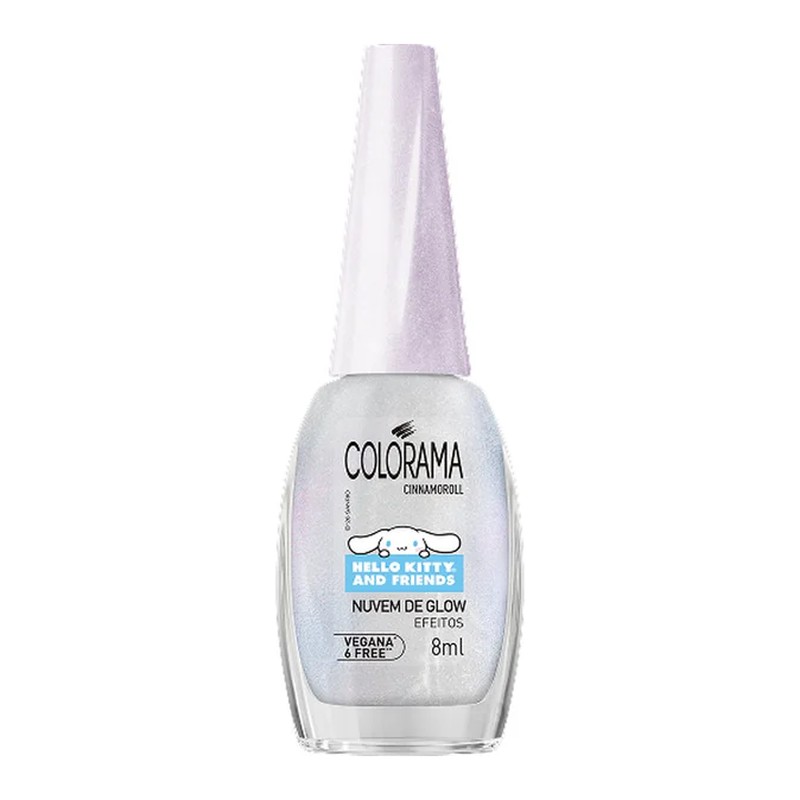 COLORAMA
CINNAMOROLL
HELLO KITTY
AND FRIENDS
NUVEM DE GLOW
EFEITOS
VEGANA*
6 FREE**
8ml